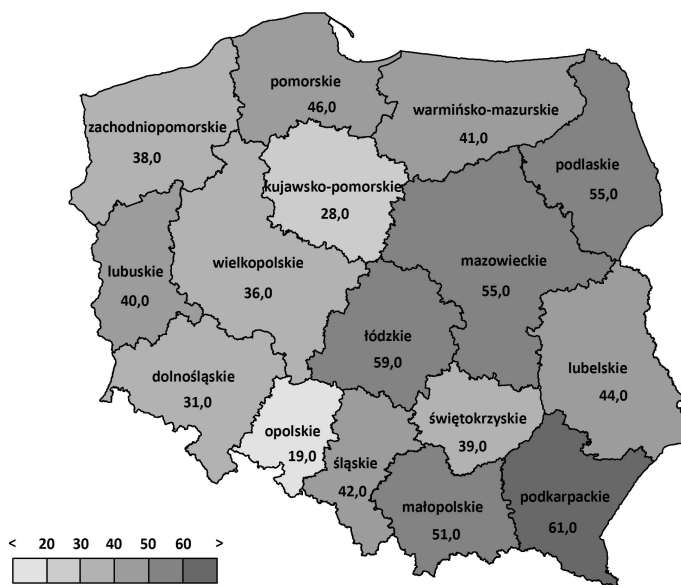 pomorskie
46,0
warmińsko-mazurskie
41,0
zachodniopomorskie
38,0
podlaskie
55,0
kujawsko-pomorskie
28,0
mazowieckie
55,0
wielkopolskie
36,0
lubuskie
40,0
łódzkie
59,0
lubelskie
44,0
dolnośląskie
31,0
świętokrzyskie
39,0
opolskie
19,0
śląskie
42,0
podkarpackie
61,0
małopolskie
51,0
< 20 30 40 50 60 >